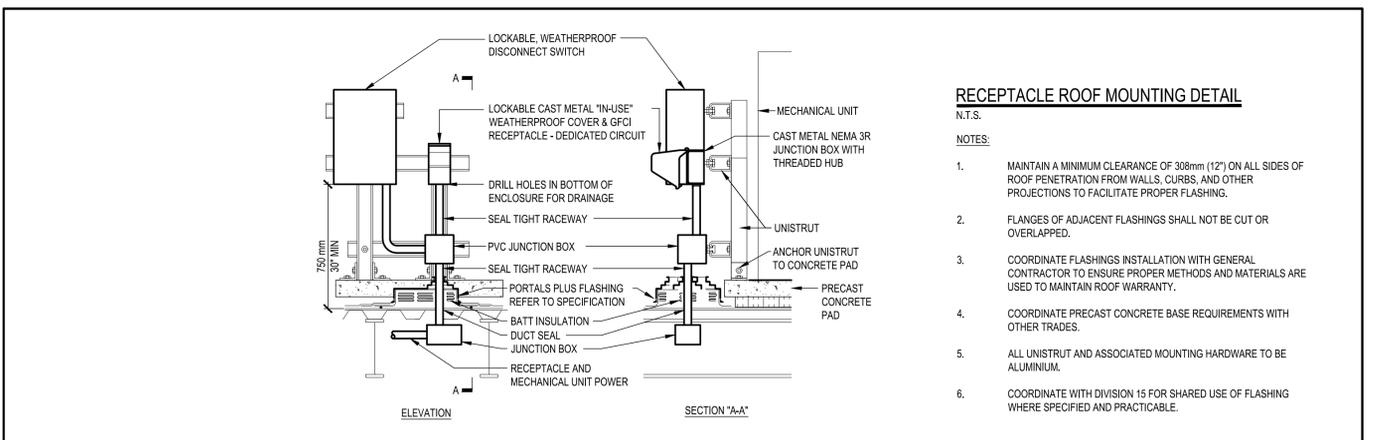 LOCKABLE, WEATHERPROOF
DISCONNECT SWITCH
A
LOCKABLE CAST METAL "IN-USE"
WEATHERPROOF COVER & GFCI
RECEPTACLE - DEDICATED CIRCUIT
DRILL HOLES IN BOTTOM OF
ENCLOSURE FOR DRAINAGE
SEAL TIGHT RACEWAY
PVC JUNCTION BOX
SEAL TIGHT RACEWAY
PORTALS PLUS FLASHING
REFER TO SPECIFICATION
BATT INSULATION
DUCT SEAL
JUNCTION BOX
RECEPTACLE AND
MECHANICAL UNIT POWER
A
750 mm
30" MIN
ELEVATION
MECHANICAL UNIT
CAST METAL NEMA 3R
JUNCTION BOX WITH
THREADED HUB
UNISTRUT
ANCHOR UNISTRUT
TO CONCRETE PAD
PRECAST
CONCRETE
PAD
SECTION "A-A"
RECEPTACLE ROOF MOUNTING DETAIL
N.T.S.
NOTES:
1. MAINTAIN A MINIMUM CLEARANCE OF 308mm (12") ON ALL SIDES OF
ROOF PENETRATION FROM WALLS, CURBS, AND OTHER
PROJECTIONS TO FACILITATE PROPER FLASHING.
2. FLANGES OF ADJACENT FLASHINGS SHALL NOT BE CUT OR
OVERLAPPED.
3. COORDINATE FLASHINGS INSTALLATION WITH GENERAL
CONTRACTOR TO ENSURE PROPER METHODS AND MATERIALS ARE
USED TO MAINTAIN ROOF WARRANTY.
4. COORDINATE PRECAST CONCRETE BASE REQUIREMENTS WITH
OTHER TRADES.
5. ALL UNISTRUT AND ASSOCIATED MOUNTING HARDWARE TO BE
ALUMINIUM.
6. COORDINATE WITH DIVISION 15 FOR SHARED USE OF FLASHING
WHERE SPECIFIED AND PRACTICABLE.